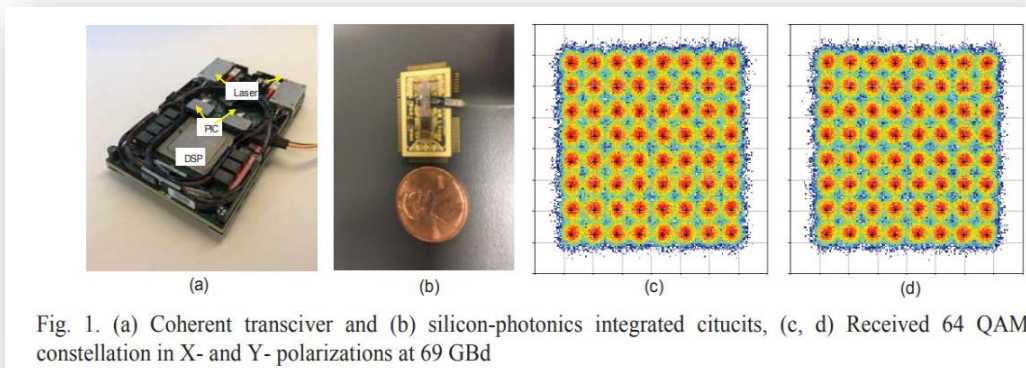 Laser
PIC
DSP
(a)
(b)
(c)
(d)
Fig. 1. (a) Coherent transciver and (b) silicon-photonics integrated citucits, (c, d) Received 64 QAM
constellation in X- and Y- polarizations at 69 GBd